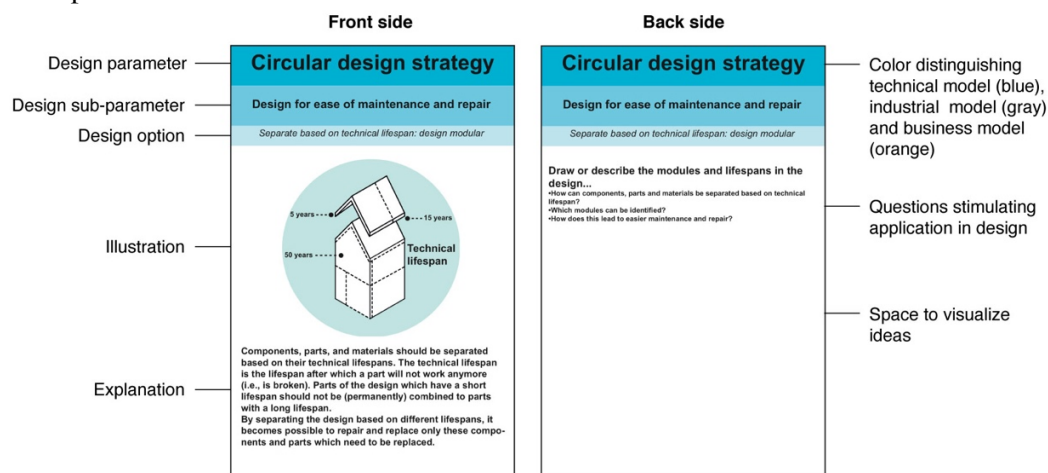 Front side
Back side
Design parameter
Design sub-parameter
Design option
Illustration
Explanation
Circular design strategy
Design for ease of maintenance and repair
Separate based on technical lifespan: design modular
5 years
15 years
50 years
Technical
lifespan
Components, parts, and materials should be separated
based on their technical lifespans. The technical lifespan
is the lifespan after which a part will not work anymore
(i.e., is broken). Parts of the design which have a short
lifespan should not be (permanently) combined to parts
with a long lifespan.
By separating the design based on different lifespans, it
becomes possible to repair and replace only these compo-
nents and parts which need to be replaced.
Circular design strategy
Design for ease of maintenance and repair
Separate based on technical lifespan: design modular
Draw or describe the modules and lifespans in the
design...
•How can components, parts and materials be separated based on technical
lifespan?
•Which modules can be identified?
•How does this lead to easier maintenance and repair?
Color distinguishing
technical model (blue),
industrial model (gray)
and business model
(orange)
Questions stimulating
application in design
Space to visualize
ideas